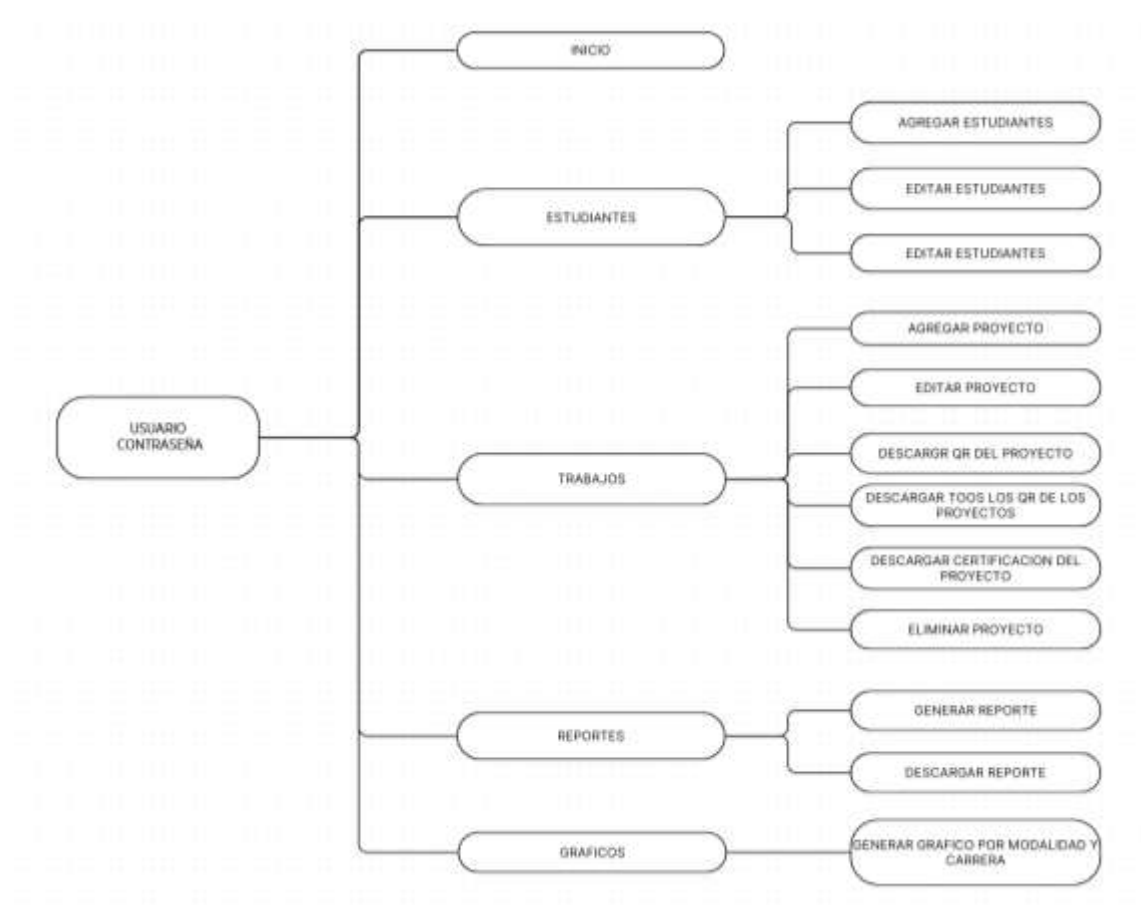 INICIO
AGREGAR ESTUDIANTES
EDITAR ESTUDIANTES
ESTUDIANTES
EDITAR ESTUDIANTES
AGREGAR PROYECTO
EDITAR PROYECTO
USUARIO
CONTRASEÑA
DESCARGR QR DEL PROYECTO
TRABAJOS
DESCARGAR TOOS LOS QR DE LOS
PROYECTOS
DESCARGAR CERTIFICACION DEL
PROYECTO
ELIMINAR PROYECTO
GENERAR REPORTE
REPORTES
DESCARGAR REPORTE
GRAFICOS
GENERAR GRAFICO POR MODALIDAD Y
CARRERA